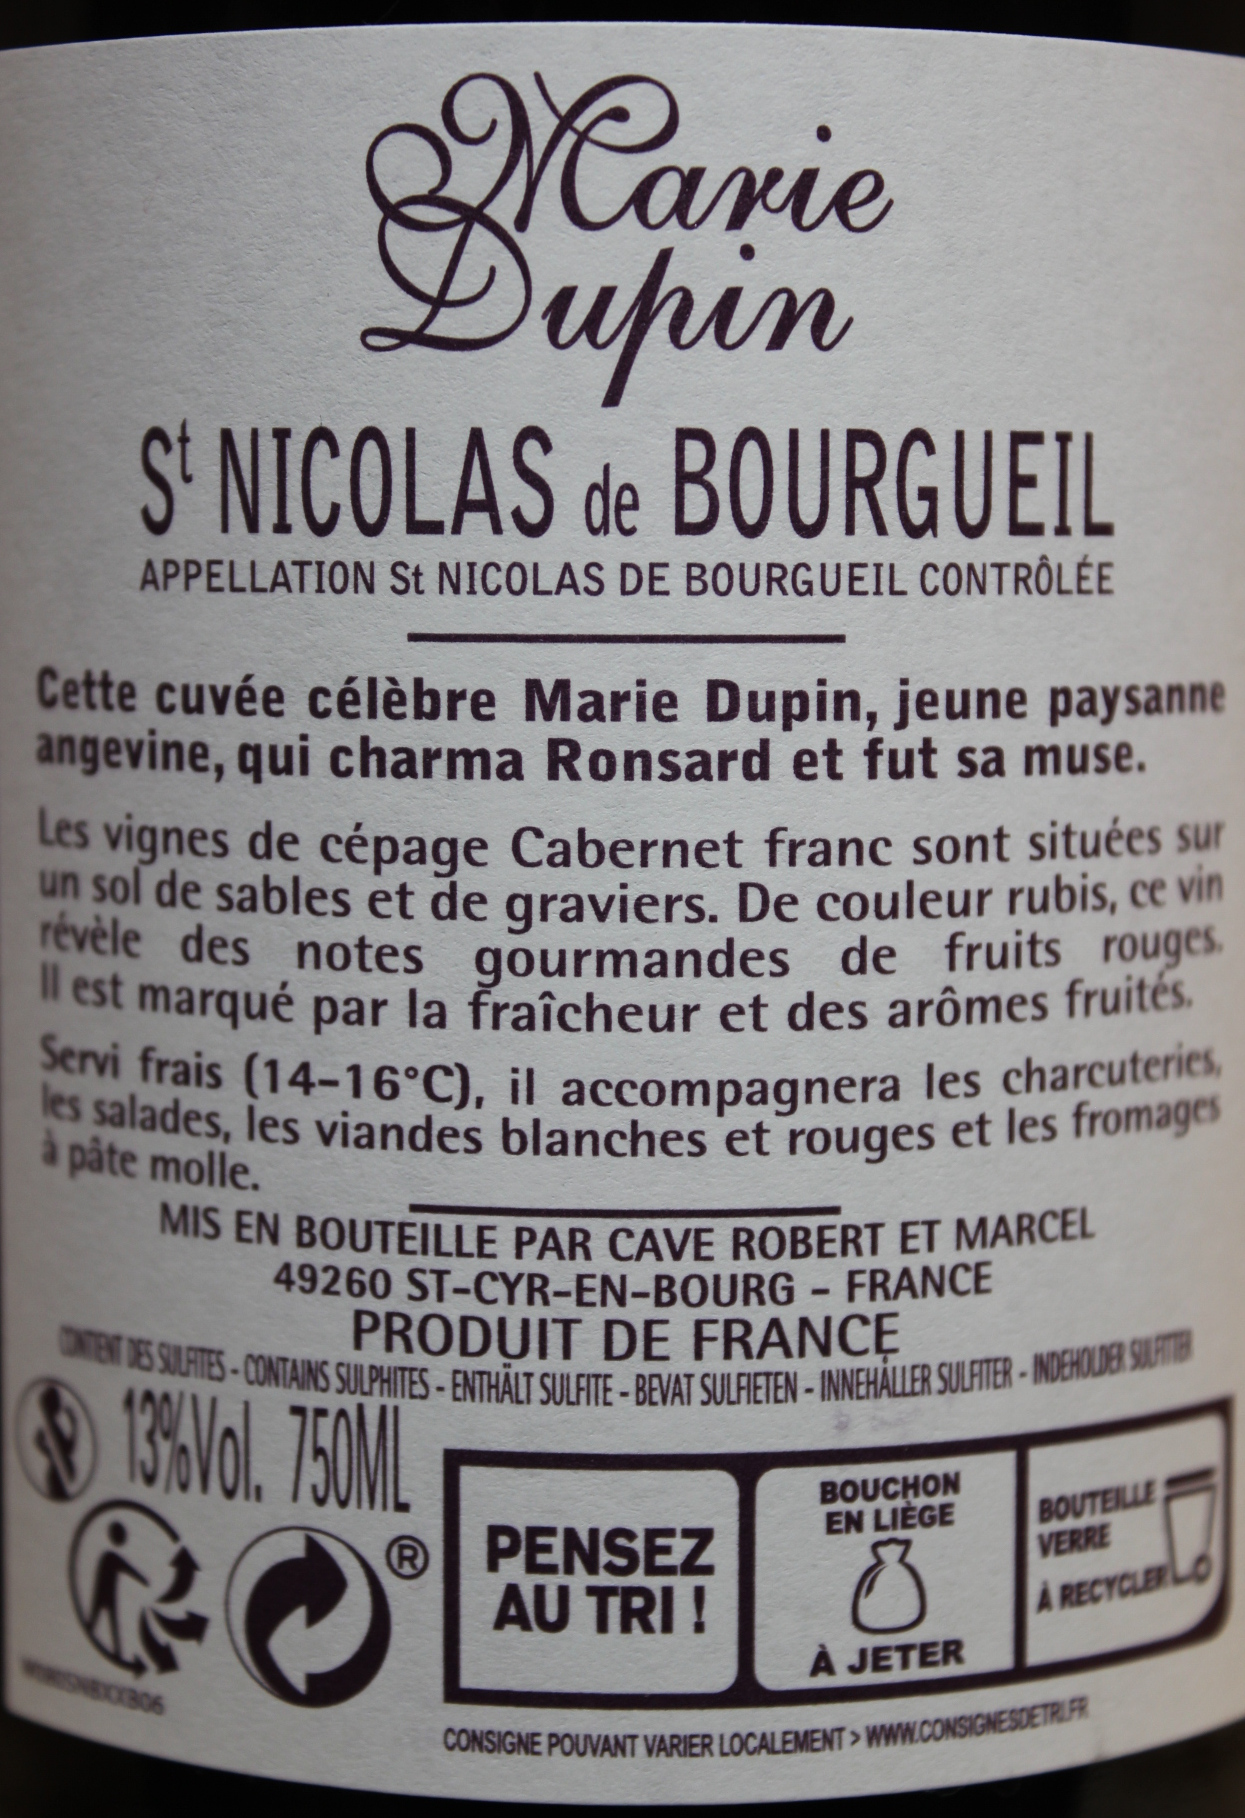 Marie
Dupin
St NICOLAS de BOURGUEIL
APPELLATION St NICOLAS DE BOURGUEIL CONTRÔLÉE
Cette cuvée célèbre Marie Dupin, jeune paysanne
angevine, qui charma Ronsard et fut sa muse.
Les vignes de cépage Cabernet franc sont situées sur
un sol de sables et de graviers. De couleur rubis, ce vin
révèle des notes gourmandes de fruits rouges.
Il est marqué par la fraîcheur et des arômes fruités.
Servi frais (14-16°C), il accompagnera les charcuteries,
les salades, les viandes blanches et rouges et les fromages
à pâte molle.
MIS EN BOUTEILLE PAR CAVE ROBERT ET MARCEL
49260 ST-CYR-EN-BOURG - FRANCE
PRODUIT DE FRANCE
CONTIENT DES SULFITES - CONTAINS SULPHITES - ENTHÄLT SULFITE - BEVAT SULFIETEN - INNEHÅLLER SULFITER - INDEHOLDER SULFITTER
13%Vol. 750ML
®
PENSEZ
AU TRI !
BOUCHON
EN LIÈGE
À JETER
BOUTEILLE
VERRE
À RECYCLER
CONSIGNE POUVANT VARIER LOCALEMENT > WWW.CONSIGNESDETRI.FR